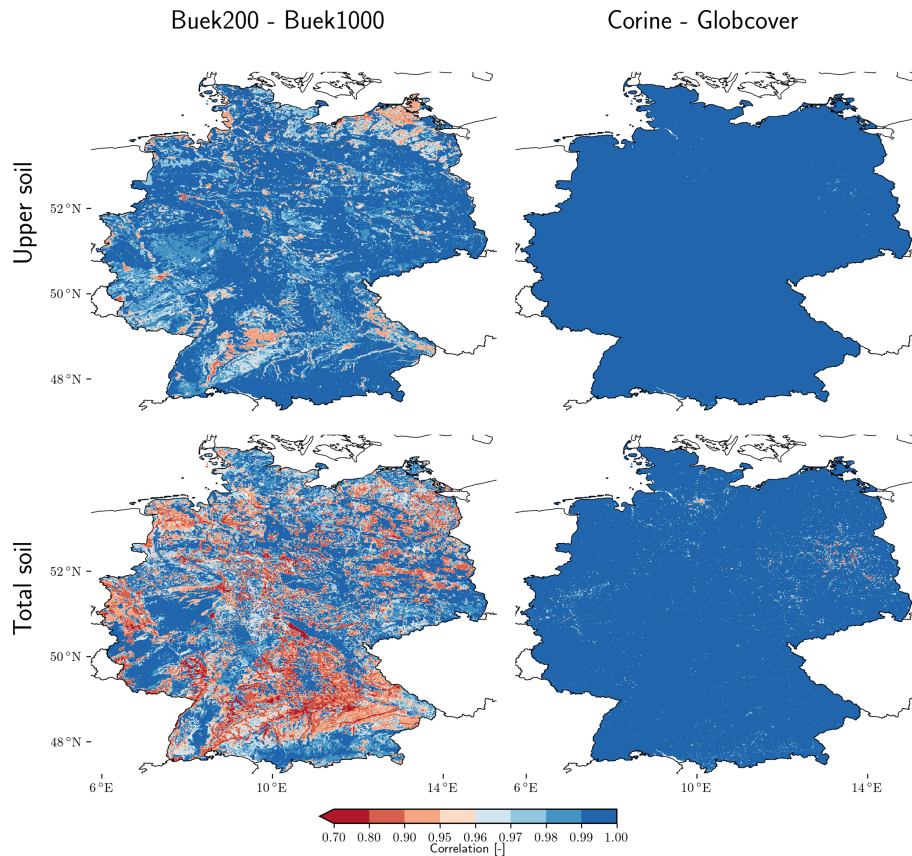 Buek200 - Buek1000 Corine - Globcover
Upper soil
52°N
50°N
48°N
Total soil
52°N
50°N
48°N
6°E 10°E 14°E 6°E 10°E 14°E
0.70 0.80 0.90 0.95 0.96 0.97 0.98 0.99 1.00
Correlation [-]